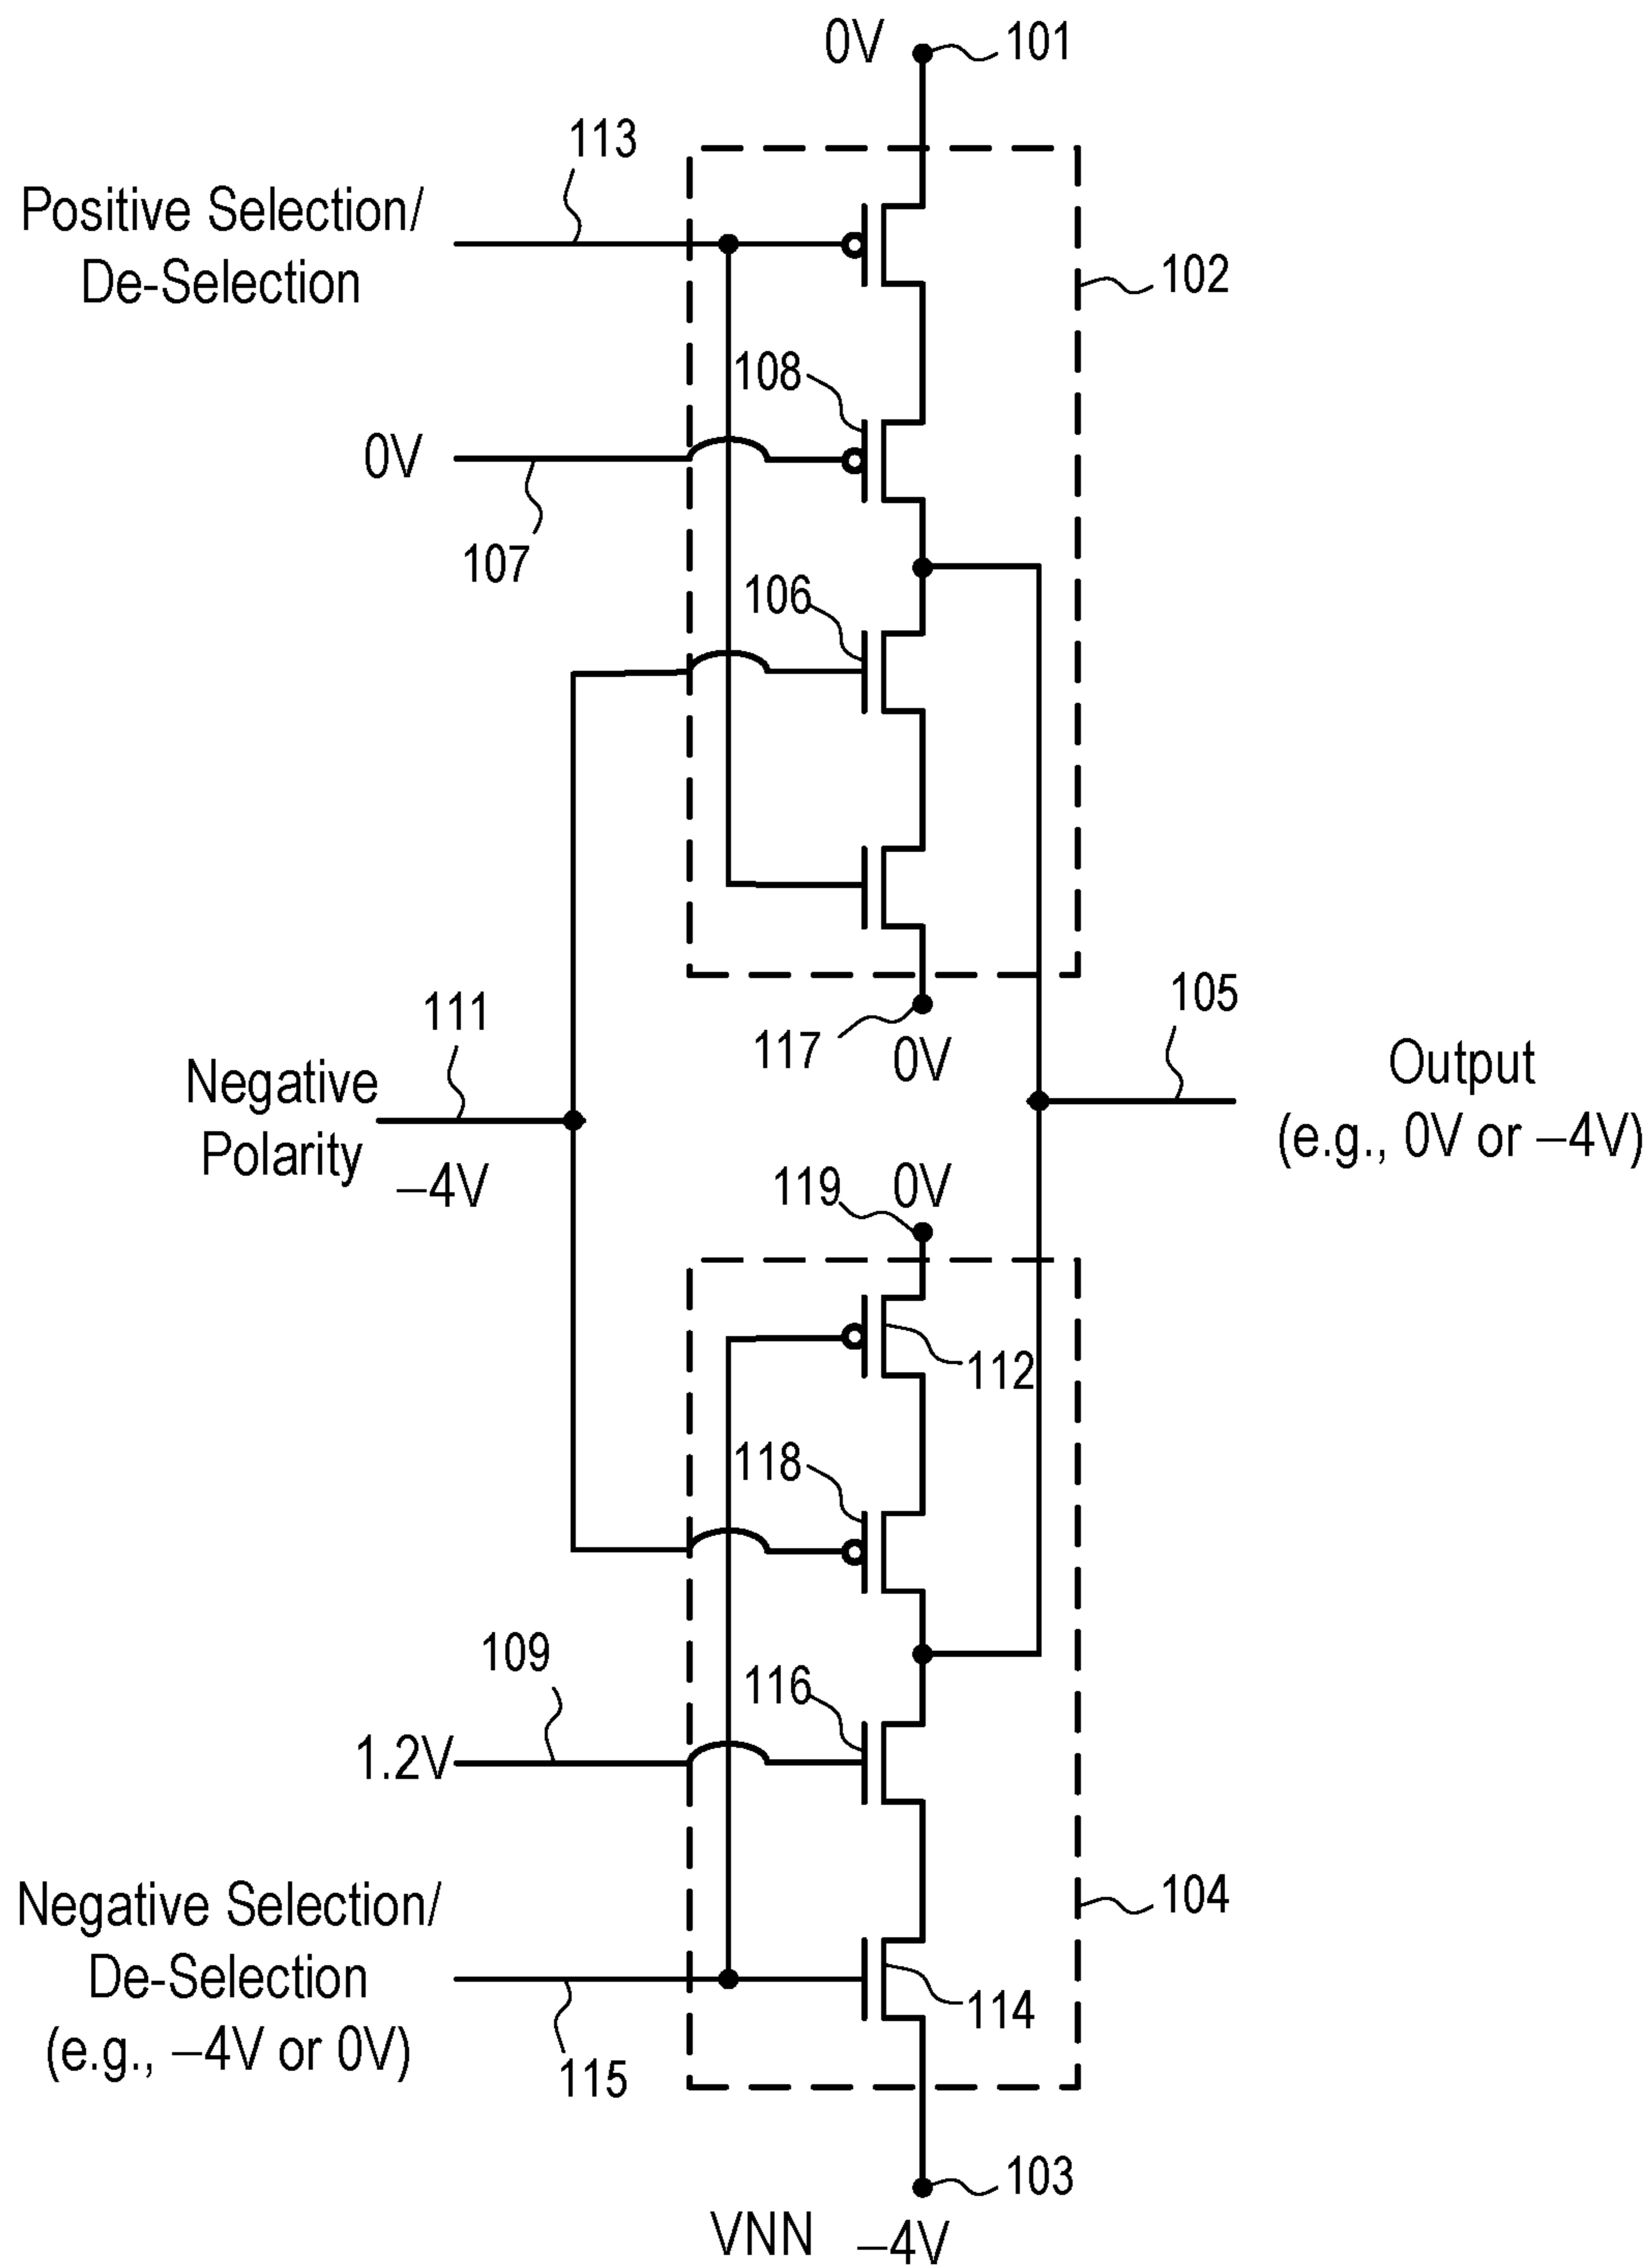 0V
101
113
Positive Selection/
De-Selection
102
108
0V
107
106
117
0V
111
Negative
Polarity
–4V
105
Output
(e.g., 0V or –4V)
119
0V
112
118
109
116
1.2V
Negative Selection/
De-Selection
(e.g., –4V or 0V)
104
114
115
103
VNN –4V